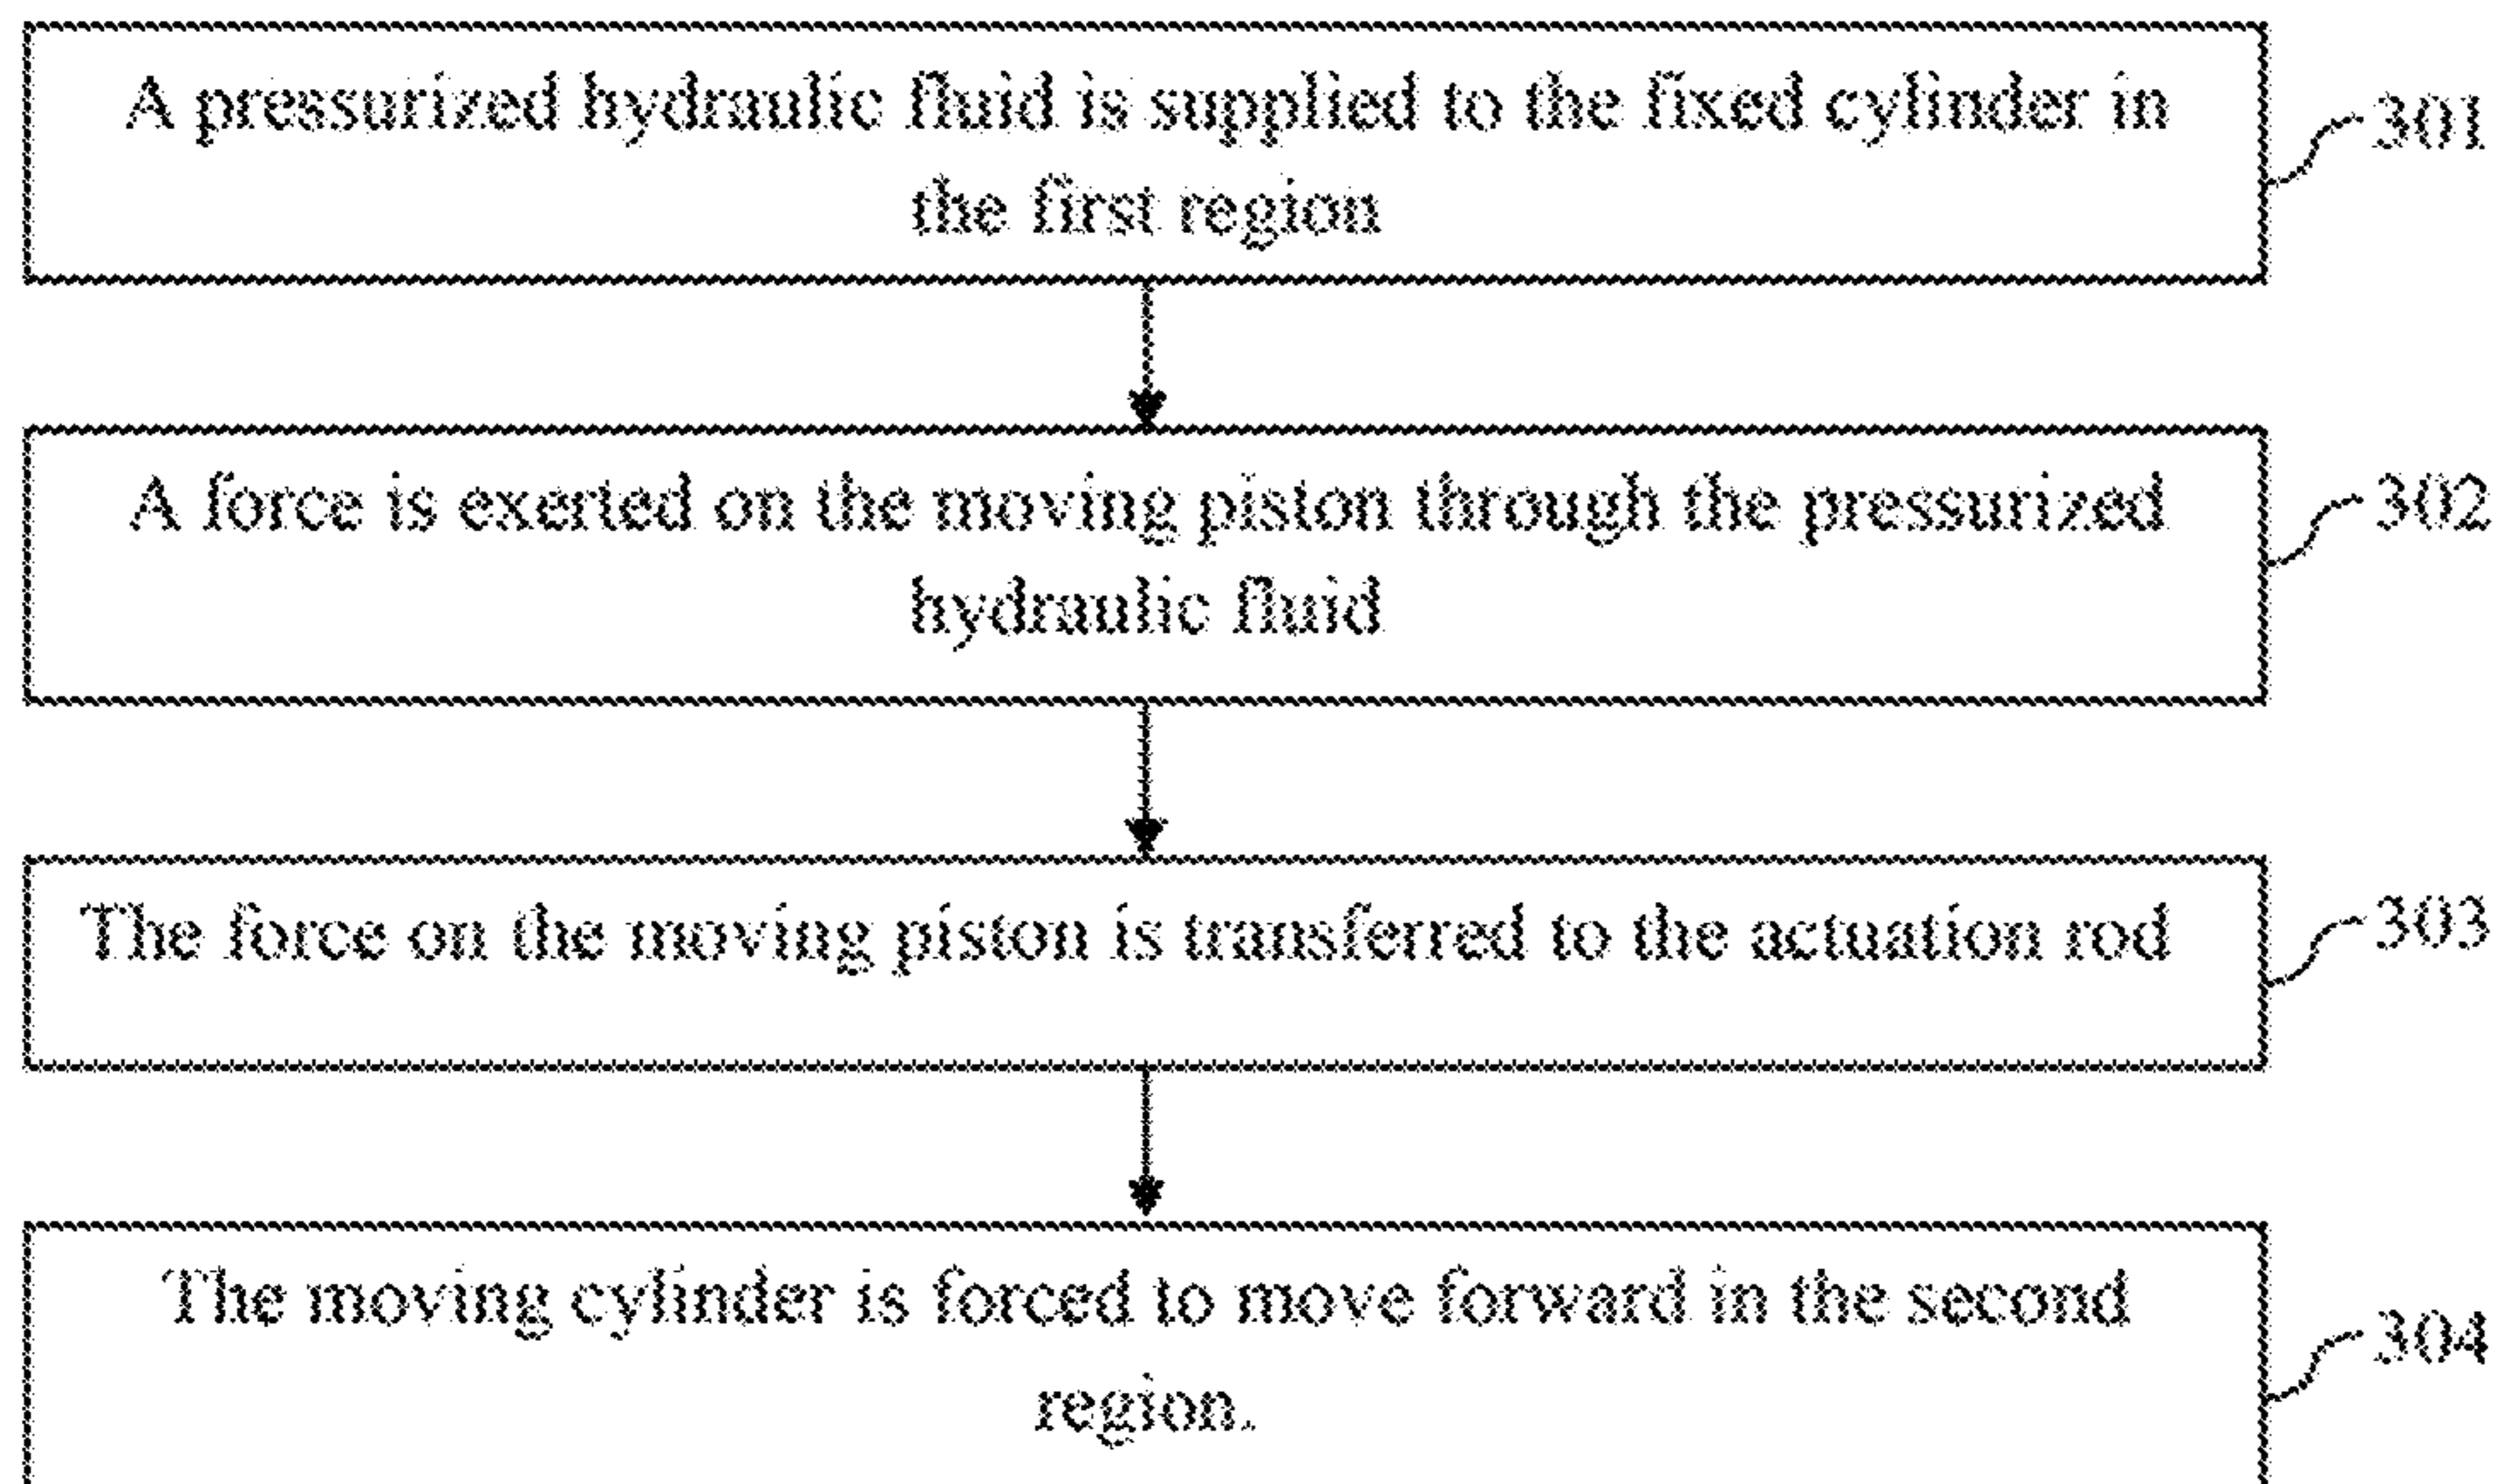 A pressurized hydraulic fluid is supplied to the fixed cylinder in
the first region
301
A force is exerted on the moving piston through the pressurized
hydraulic fluid
302
The force on the moving piston is transferred to the actuation rod
303
The moving cylinder is forced to move forward in the second
region.
304